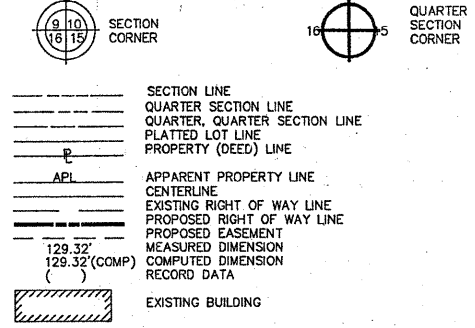 9 10 SECTION
16 15 CORNER
16 QUARTER
SECTION
CORNER
SECTION LINE
QUARTER SECTION LINE
QUARTER, QUARTER SECTION LINE
PLATTED LOT LINE
PL PROPERTY (DEED) LINE
APL APPARENT PROPERTY LINE
CENTERLINE
EXISTING RIGHT OF WAY LINE
PROPOSED RIGHT OF WAY LINE
PROPOSED EASEMENT
129.32' MEASURED DIMENSION
129.32'(COMP) COMPUTED DIMENSION
( ) RECORD DATA
EXISTING BUILDING